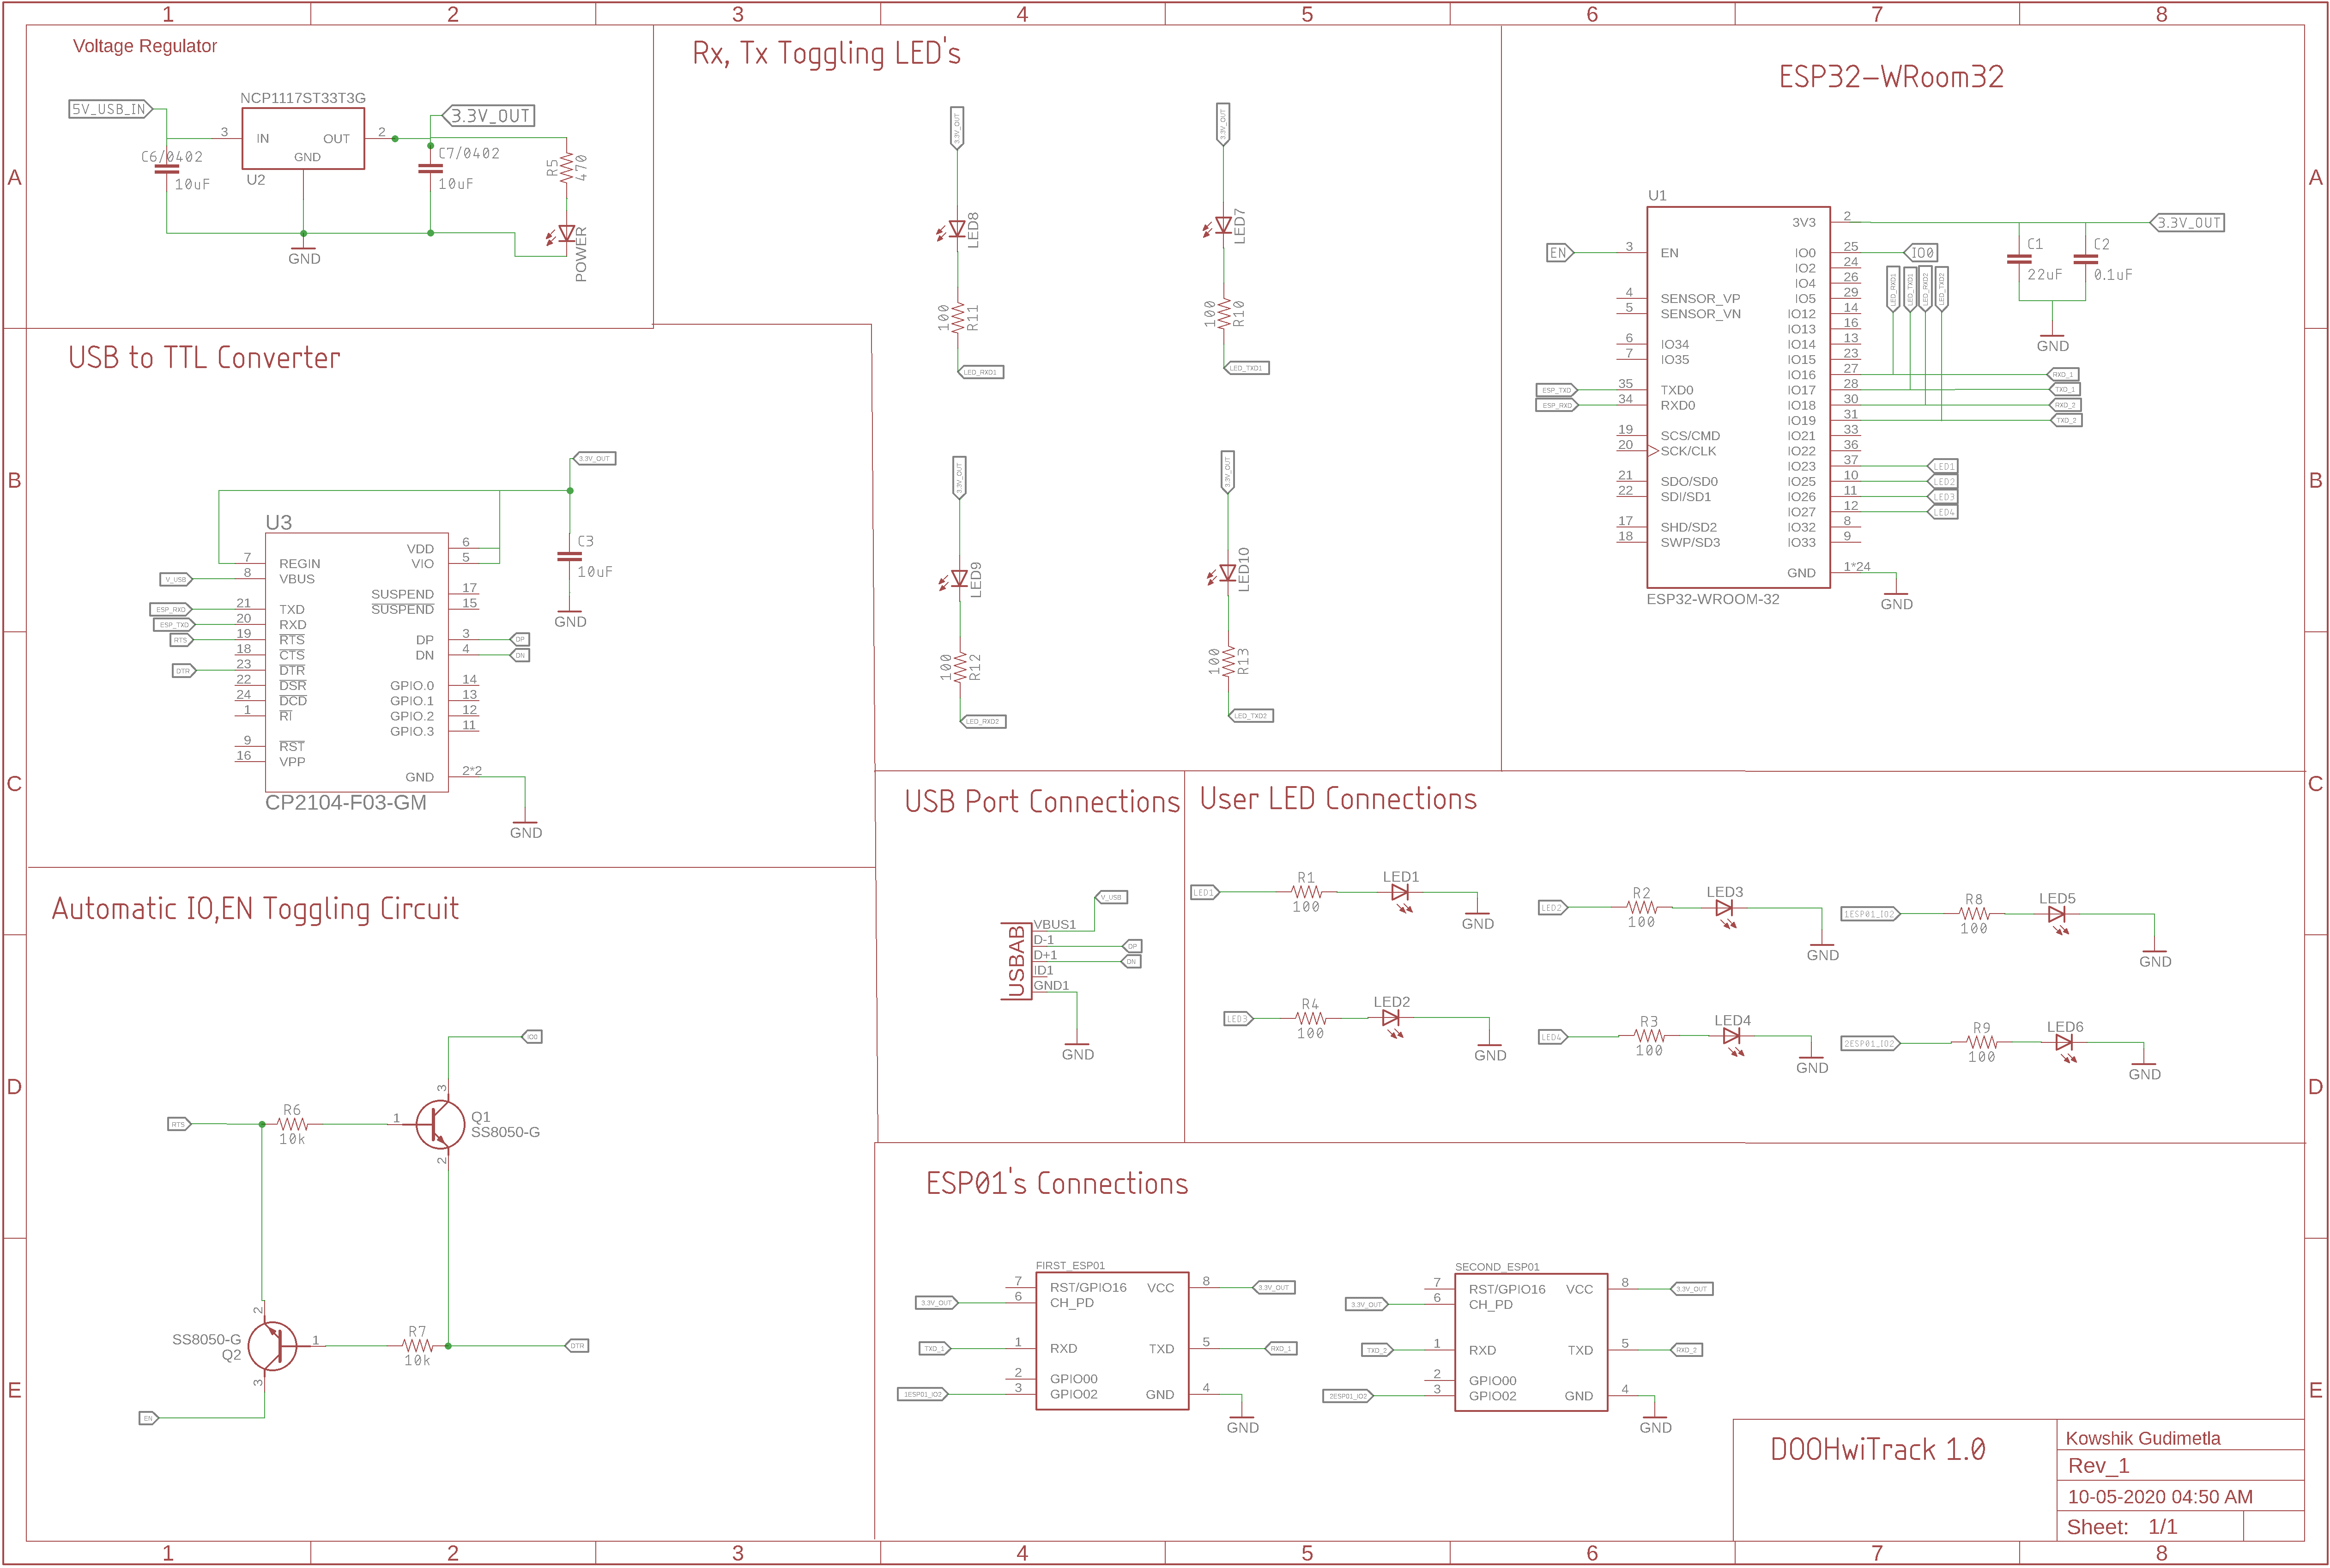 1 2 3 4 5 6 7 8
A
B
C
D
E
Voltage Regulator
5V_USB_IN
NCP1117ST33T3G
3 IN OUT 2
GND
U2
C6/0402
10uF
3.3V_OUT
C7/0402
10uF
R5
470
POWER
GND
Rx, Tx Toggling LED's
3.3V_OUT
LED8
100
R11
LED_RXD1
3.3V_OUT
LED7
100
R10
LED_TXD1
3.3V_OUT
LED9
100
R12
LED_RXD2
3.3V_OUT
LED10
100
R13
LED_TXD2
ESP32-WRoom32
U1
EN 3 EN
4 SENSOR_VP
5 SENSOR_VN
6 IO34
7 IO35
ESP_TXD 35 TXD0
ESP_RXD 34 RXD0
19 SCS/CMD
20 SCK/CLK
21 SDO/SD0
22 SDI/SD1
17 SHD/SD2
18 SWP/SD3
3V3 2 3.3V_OUT
IO0 25 IO0
IO2 24
IO4 26
IO5 29
IO12 14
IO13 16
IO14 13
IO15 23
IO16 27 RXD_1
IO17 28 TXD_1
IO18 30 RXD_2
IO19 31 TXD_2
IO21 33
IO22 36
IO23 37 LED1
IO25 10 LED2
IO26 11 LED3
IO27 12 LED4
IO32 8
IO33 9
GND 1*24
GND
LED_RXD1
LED_TXD1
LED_RXD2
LED_TXD2
C1
22uF
C2
0.1uF
GND
ESP32-WROOM-32
USB to TTL Converter
3.3V_OUT
U3
7 REGIN
V_USB 8 VBUS
ESP_RXD 21 TXD
ESP_TXD 20 RXD
RTS 19 RTS
18 CTS
DTR 23 DTR
22 DSR
24 DCD
1 RI
9 RST
16 VPP
VDD 6
VIO 5
SUSPEND 17
SUSPEND 15
DP 3 DP
DN 4 DN
GPIO.0 14
GPIO.1 13
GPIO.2 12
GPIO.3 11
GND 2*2
GND
C3
10uF
GND
CP2104-F03-GM
Automatic IO,EN Toggling Circuit
IO0
RTS
R6
10k
1
3
2
Q1
SS8050-G
SS8050-G
Q2
2
1
3
R7
10k
DTR
EN
USB Port Connections
USBAB
VBUS1 V_USB
D-1 DP
D+1 DN
ID1
GND1
GND
User LED Connections
LED1 R1 100 LED1 GND
LED2 R2 100 LED3 GND
1ESP01_IO2 R8 100 LED5 GND
LED3 R4 100 LED2 GND
LED4 R3 100 LED4 GND
2ESP01_IO2 R9 100 LED6 GND
ESP01's Connections
FIRST_ESP01
7 RST/GPIO16 VCC 8 3.3V_OUT
3.3V_OUT 6 CH_PD
TXD_1 1 RXD TXD 5 RXD_1
2 GPIO00
1ESP01_IO2 3 GPIO02 GND 4
GND
SECOND_ESP01
7 RST/GPIO16 VCC 8 3.3V_OUT
3.3V_OUT 6 CH_PD
TXD_2 1 RXD TXD 5 RXD_2
2 GPIO00
2ESP01_IO2 3 GPIO02 GND 4
GND
DOOHwiTrack 1.0
Kowshik Gudimetla
Rev_1
10-05-2020 04:50 AM
Sheet: 1/1
A
B
C
D
E
1 2 3 4 5 6 7 8